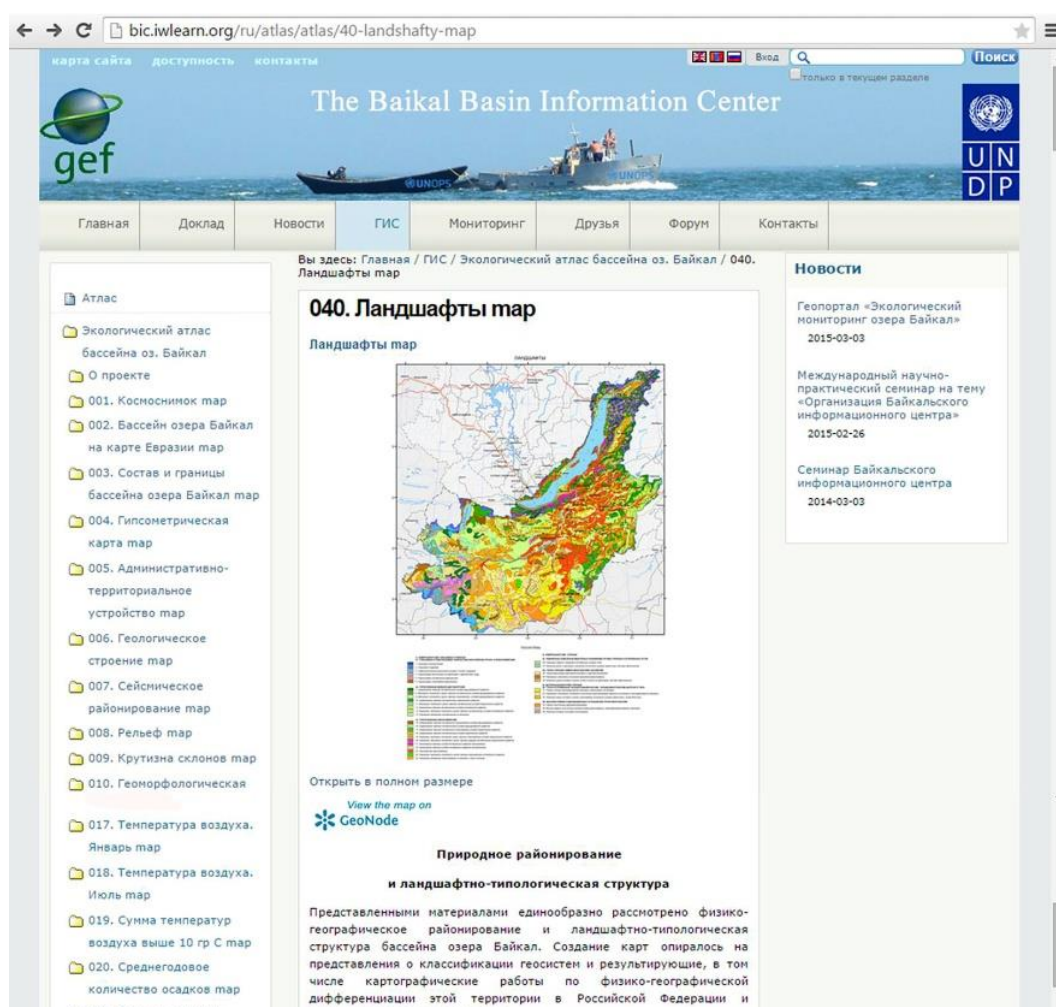 bic.iwlearn.org/ru/atlas/atlas/40-landshafty-map
карта сайта доступность контакты
Вход
Поиск
только в текущем разделе
The Baikal Basin Information Center
gef
UNOPS
UNOPS
U N
D P
Главная Доклад Новости ГИС Мониторинг Друзья Форум Контакты
Атлас
Экологический атлас
бассейна оз. Байкал
О проекте
001. Космоснимок map
002. Бассейн озера Байкал
на карте Евразии map
003. Состав и границы
бассейна озера Байкал map
004. Гипсометрическая
карта map
005. Административно-
территориальное
устройство map
006. Геологическое
строение map
007. Сейсмическое
районирование map
008. Рельеф map
009. Крутизна склонов map
010. Геоморфологическая
017. Температура воздуха.
Январь map
018. Температура воздуха.
Июль map
019. Сумма температур
воздуха выше 10 гр С map
020. Среднегодовое
количество осадков map
Вы здесь: Главная / ГИС / Экологический атлас бассейна оз. Байкал / 040.
Ландшафты map
040. Ландшафты map
Ландшафты map
ЛАНДШАФТЫ
Открыть в полном размере
View the map on
GeoNode
Природное районирование
и ландшафтно-типологическая структура
Представленными материалами единообразно рассмотрено физико-
географическое районирование и ландшафтно-типологическая
структура бассейна озера Байкал. Создание карт опиралось на
представления о классификации геосистем и результирующие, в том
числе картографические работы по физико-географической
дифференциации этой территории в Российской Федерации и
Новости
Геопортал «Экологический
мониторинг озера Байкал»
2015-03-03
Международный научно-
практический семинар на тему
«Организация Байкальского
информационного центра»
2015-02-26
Семинар Байкальского
информационного центра
2014-03-03